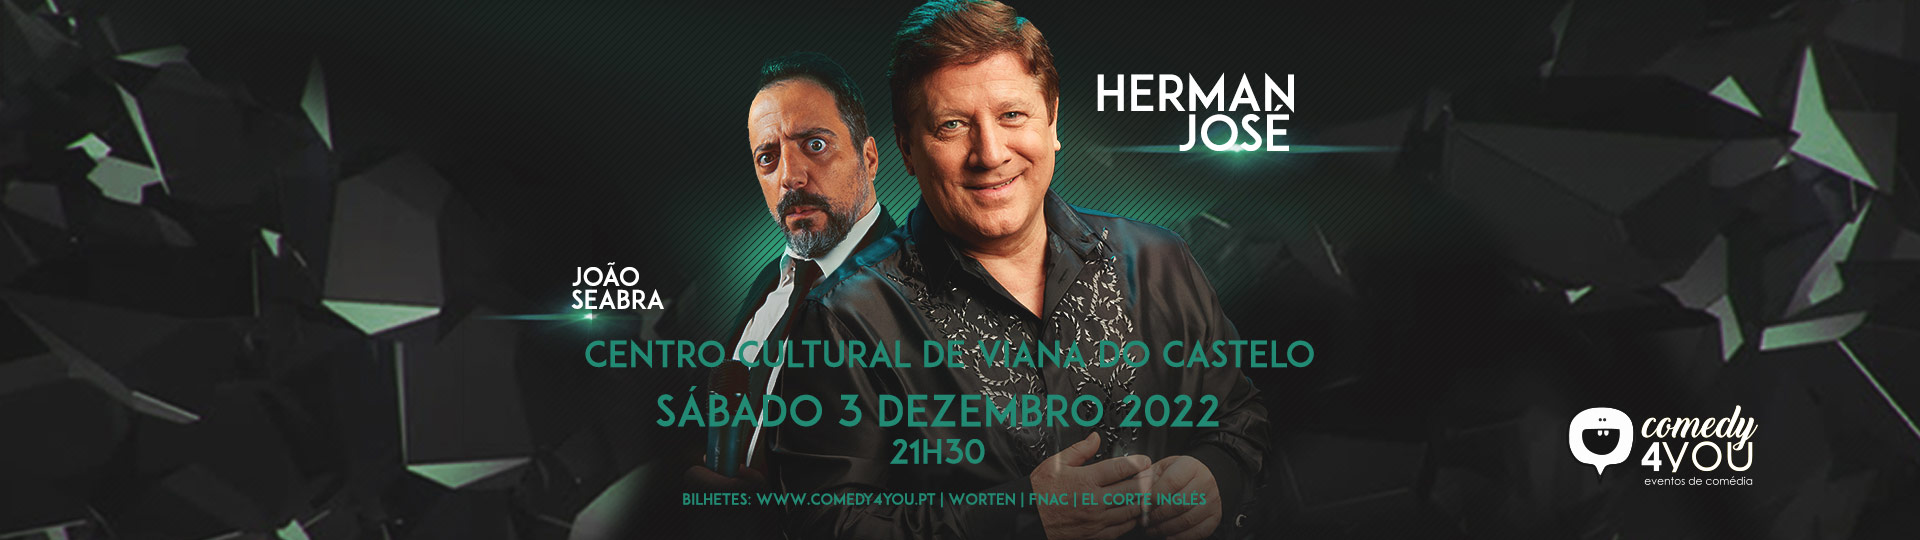 HERMAN
JOSÉ
JOÃO
SEABRA
CENTRO CULTURAL DE VIANA DO CASTELO
SÁBADO 3 DEZEMBRO 2022
21H30
BILHETES: WWW.COMEDY4YOU.PT | WORTEN | FNAC | EL CORTE INGLÉS
comedy
4YOU
eventos de comédia